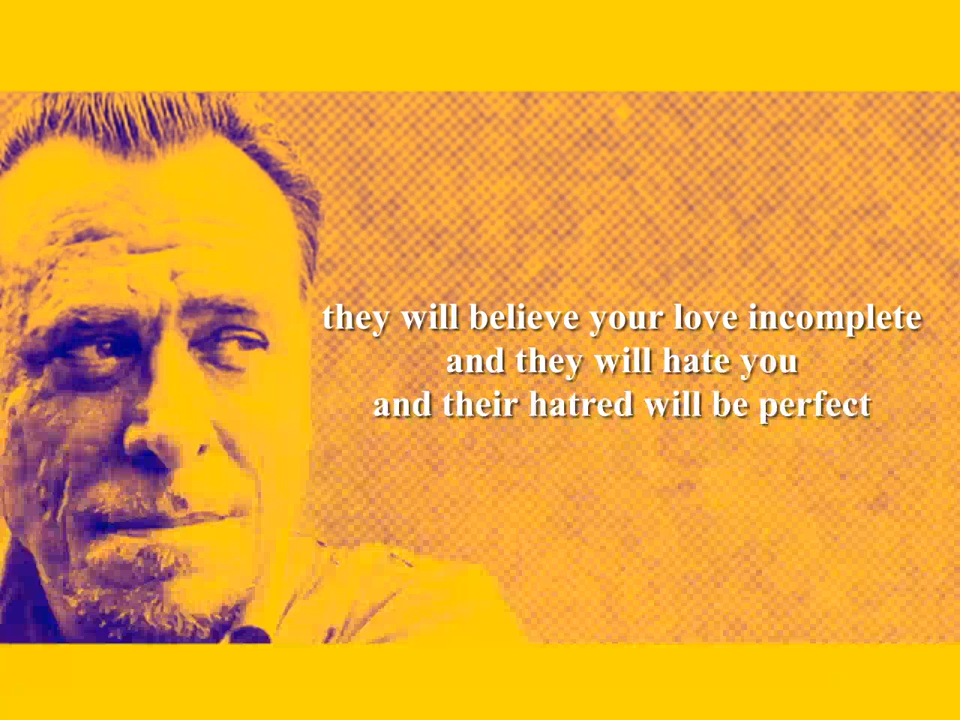 they will believe your love incomplete
and they will hate you
and their hatred will be perfect